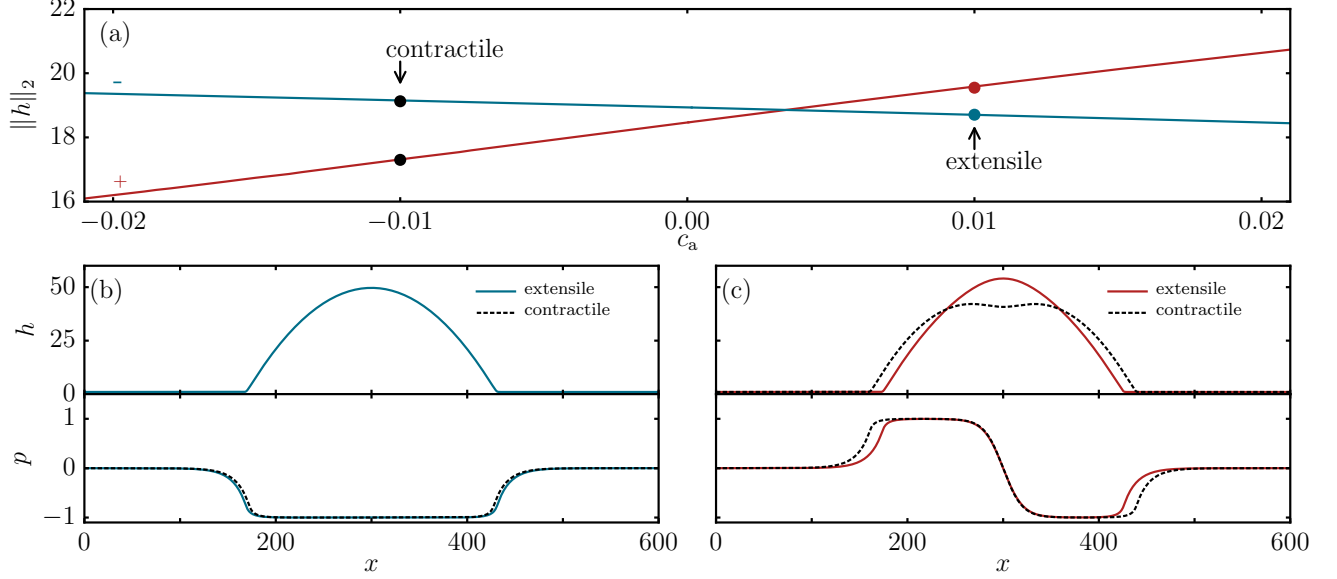 22
(a)
contractile
20
−
‖h‖₂
18
extensile
+
16
−0.02 −0.01 0.00 0.01 0.02
cₐ
50 (b) extensile
contractile
h
25
0
1
p
0
−1
0 200 400 600
x
(c) extensile
contractile
0 200 400 600
x